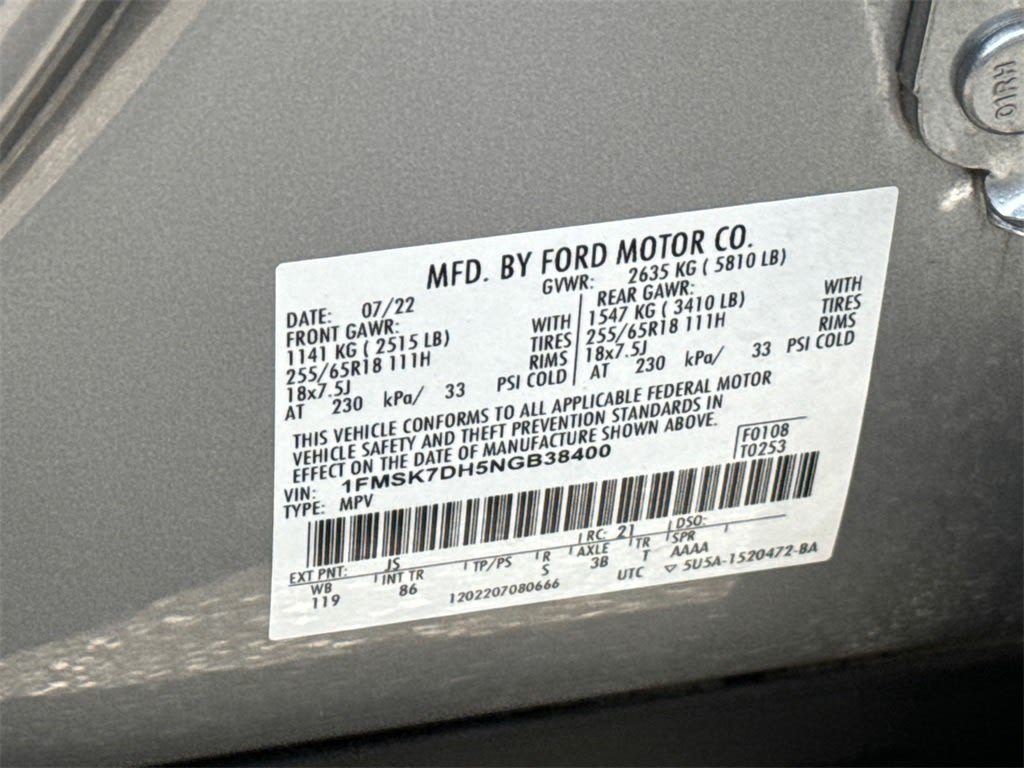 01RH
MFD. BY FORD MOTOR CO.
DATE: 07/22 GVWR: 2635 KG ( 5810 LB)
FRONT GAWR: REAR GAWR:
1141 KG ( 2515 LB) WITH 1547 KG ( 3410 LB) WITH
255/65R18 111H TIRES 255/65R18 111H TIRES
18x7.5J RIMS 18x7.5J RIMS
AT 230 kPa/ 33 PSI COLD AT 230 kPa/ 33 PSI COLD
THIS VEHICLE CONFORMS TO ALL APPLICABLE FEDERAL MOTOR
VEHICLE SAFETY AND THEFT PREVENTION STANDARDS IN
EFFECT ON THE DATE OF MANUFACTURE SHOWN ABOVE.
F0108
T0253
VIN: 1FMSK7DH5NGB38400
TYPE: MPV
EXT PNT: JS RC: 21 DSO:
WB INT TR TP/PS R AXLE TR SPR
119 86 S 3B T AAAA
1202207080666 UTC ▽ 5U5A-1520472-BA